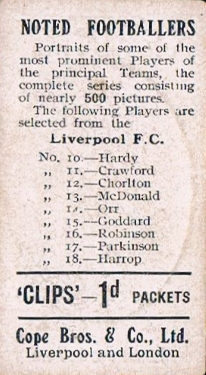 NOTED FOOTBALLERS
Portraits of some of the
most prominent Players of
the principal Teams, the
complete series consisting
of nearly 500 pictures.
The following Players are
selected from the
Liverpool F.C.
No. 10.—Hardy
„ 11.—Crawford
„ 12.—Chorlton
„ 13.—McDonald
„ 14.—Orr
„ 15.—Goddard
„ 16.—Robinson
„ 17.—Parkinson
„ 18.—Harrop
'CLIPS'—1d PACKETS
Cope Bros. & Co., Ltd.
Liverpool and London